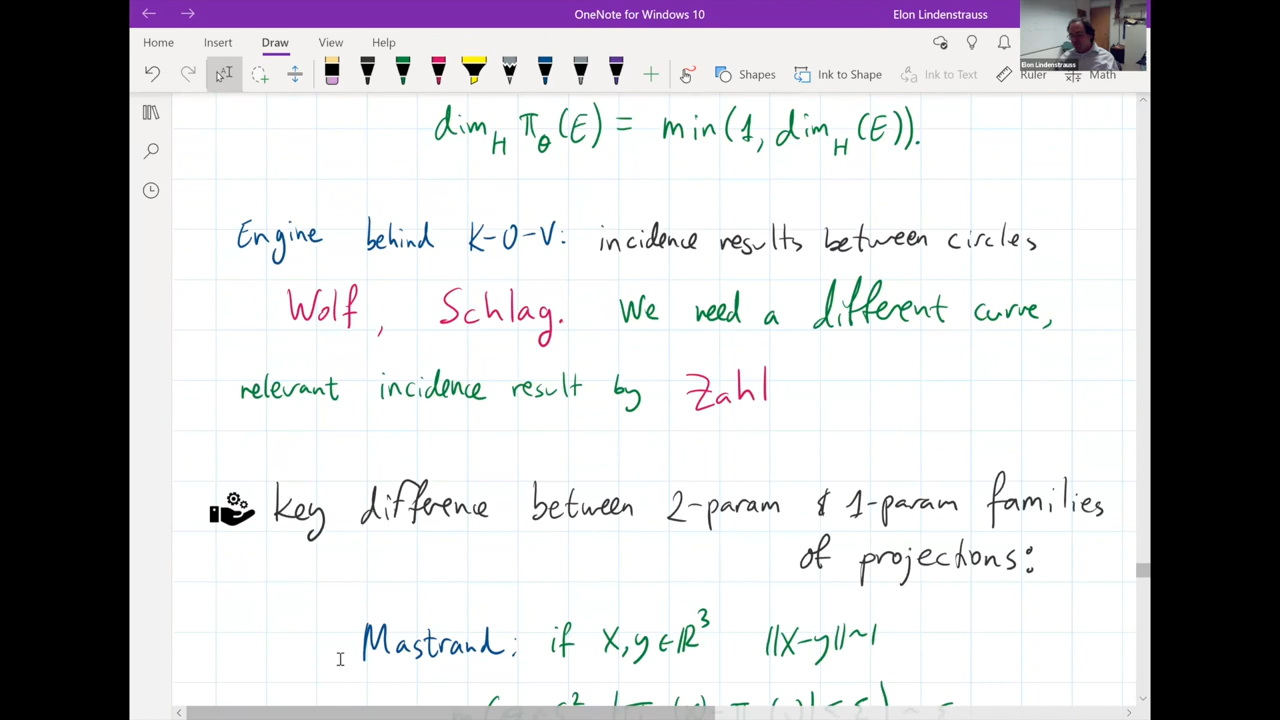 OneNote for Windows 10
Elon Lindenstrauss
Home Insert Draw View Help
Elon Lindenstrauss
Shapes Ink to Shape Ink to Text Ruler Math
dim_H π_θ(E) = min(1, dim_H(E)).
Engine behind K-O-V: incidence results between circles
Wolf, Schlag. We need a different curve,
relevant incidence result by Zahl
Key difference between 2-param & 1-param families
of projections:
Mastrand: if x,y ∈ ℝ³ ||x-y||~1